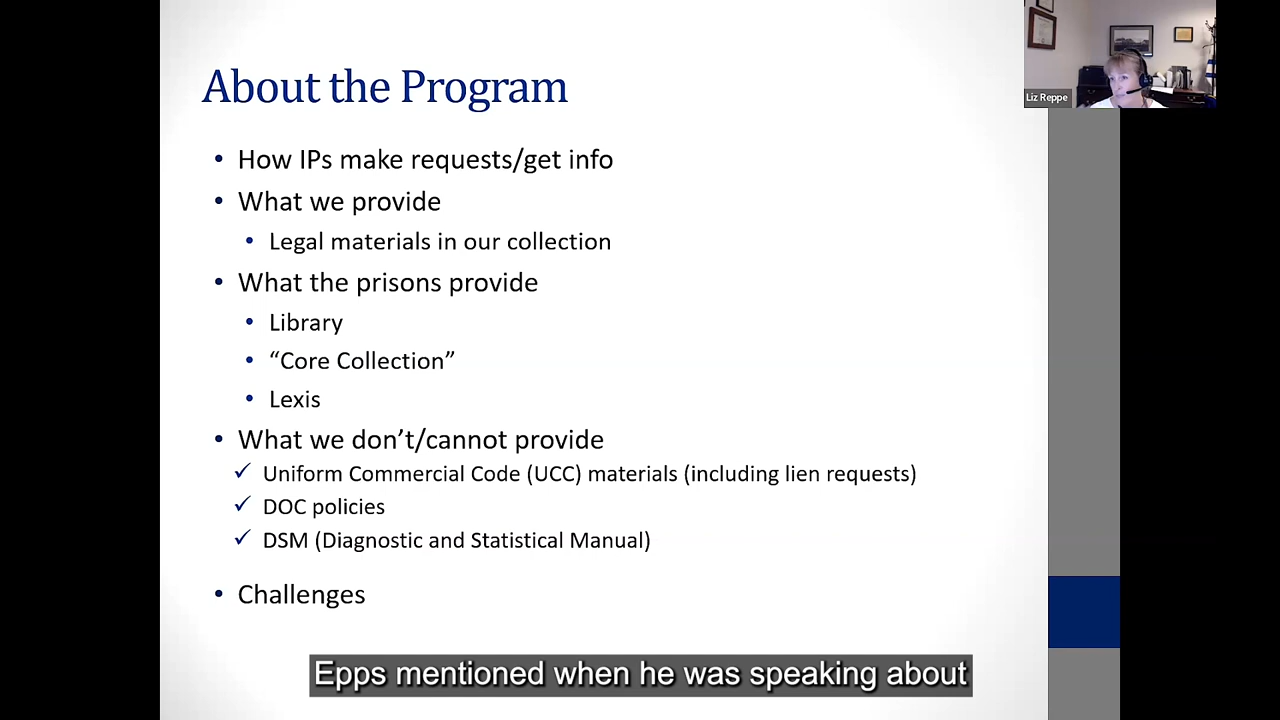 About the Program
Liz Reppe
• How IPs make requests/get info
• What we provide
• Legal materials in our collection
• What the prisons provide
• Library
• “Core Collection”
• Lexis
• What we don’t/cannot provide
✓ Uniform Commercial Code (UCC) materials (including lien requests)
✓ DOC policies
✓ DSM (Diagnostic and Statistical Manual)
• Challenges
Epps mentioned when he was speaking about